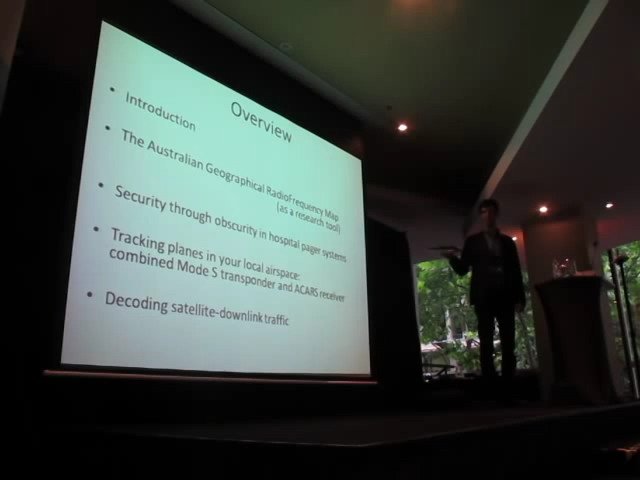 Overview
• Introduction
• The Australian Geographical RadioFrequency Map
(as a research tool)
• Security through obscurity in hospital pager systems
• Tracking planes in your local airspace:
combined Mode S transponder and ACARS receiver
• Decoding satellite-downlink traffic